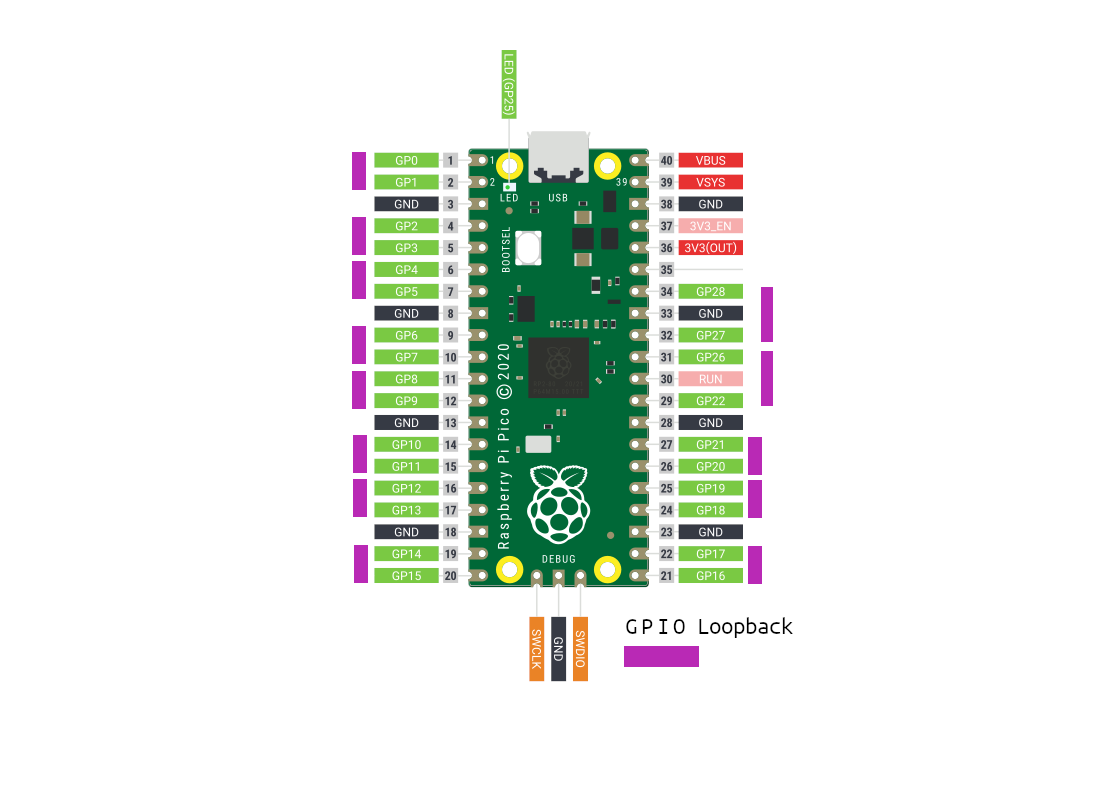 LED (GP25)
GP0 1 1 40 VBUS
GP1 2 2 39 39 VSYS
GND 3 LED USB 38 GND
GP2 4 37 3V3_EN
GP3 5 BOOTSEL 36 3V3(OUT)
GP4 6 35
GP5 7 34 GP28
GND 8 33 GND
GP6 9 32 GP27
GP7 10 31 GP26
GP8 11 30 RUN
GP9 12 29 GP22
GND 13 28 GND
GP10 14 27 GP21
GP11 15 26 GP20
GP12 16 25 GP19
GP13 17 24 GP18
Raspberry Pi Pico © 2020
GND 18 23 GND
GP14 19 DEBUG 22 GP17
GP15 20 21 GP16
SWCLK GND SWDIO
GPIO Loopback